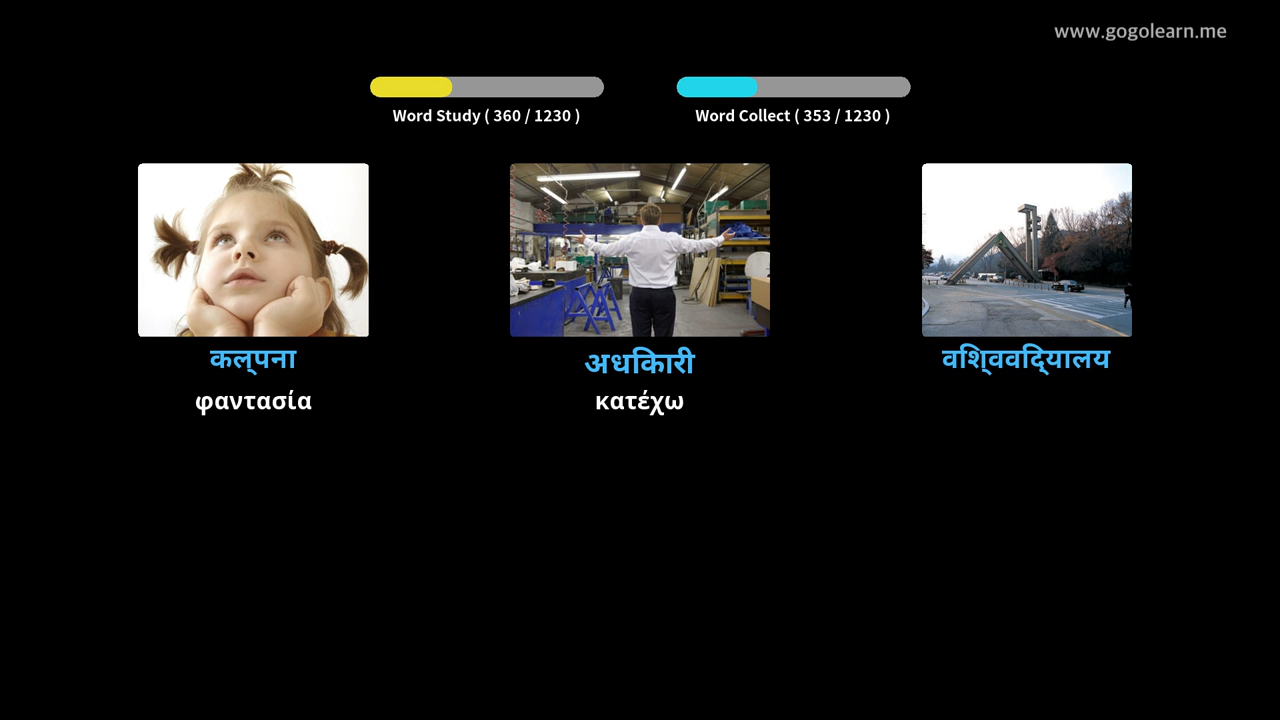 www.gogolearn.me
Word Study ( 360 / 1230 )
Word Collect ( 353 / 1230 )
कल्पना
अधिकारी
विश्वविद्यालय
φαντασία
κατέχω